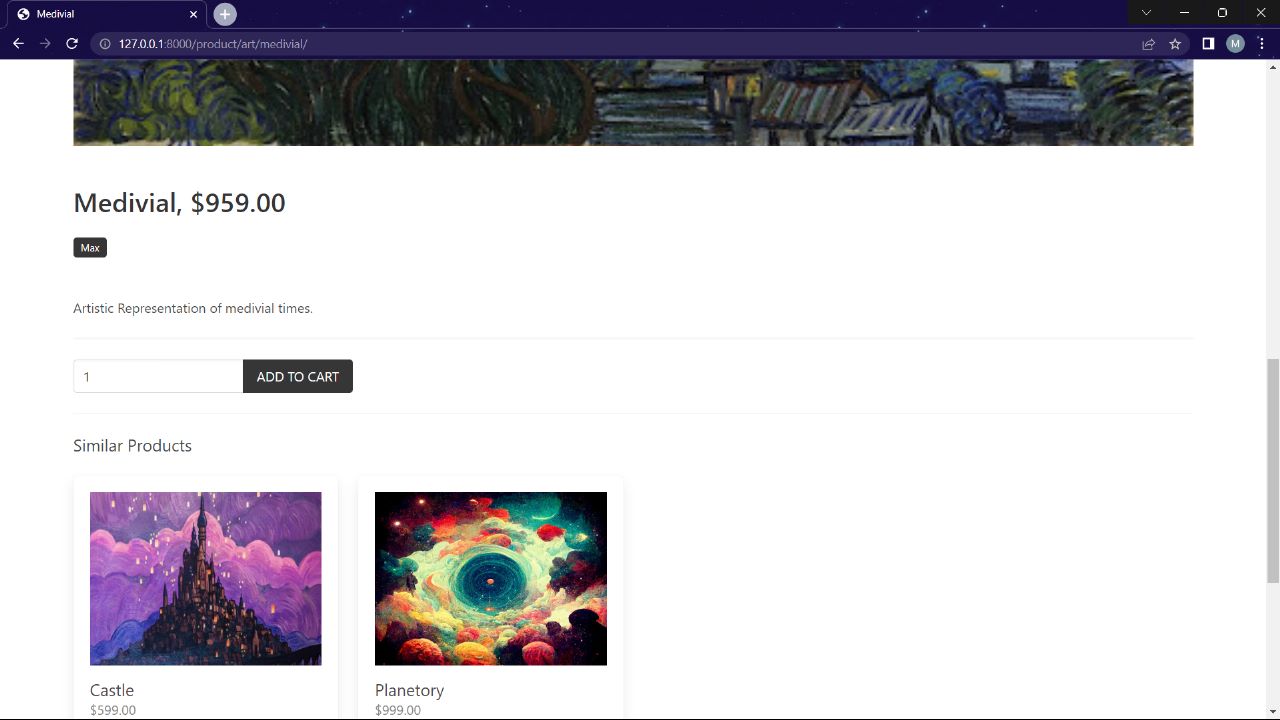 Medivial
127.0.0.1:8000/product/art/medivial/
M
Medivial, $959.00
Max
Artistic Representation of medivial times.
1
ADD TO CART
Similar Products
Castle
$599.00
Planetory
$999.00